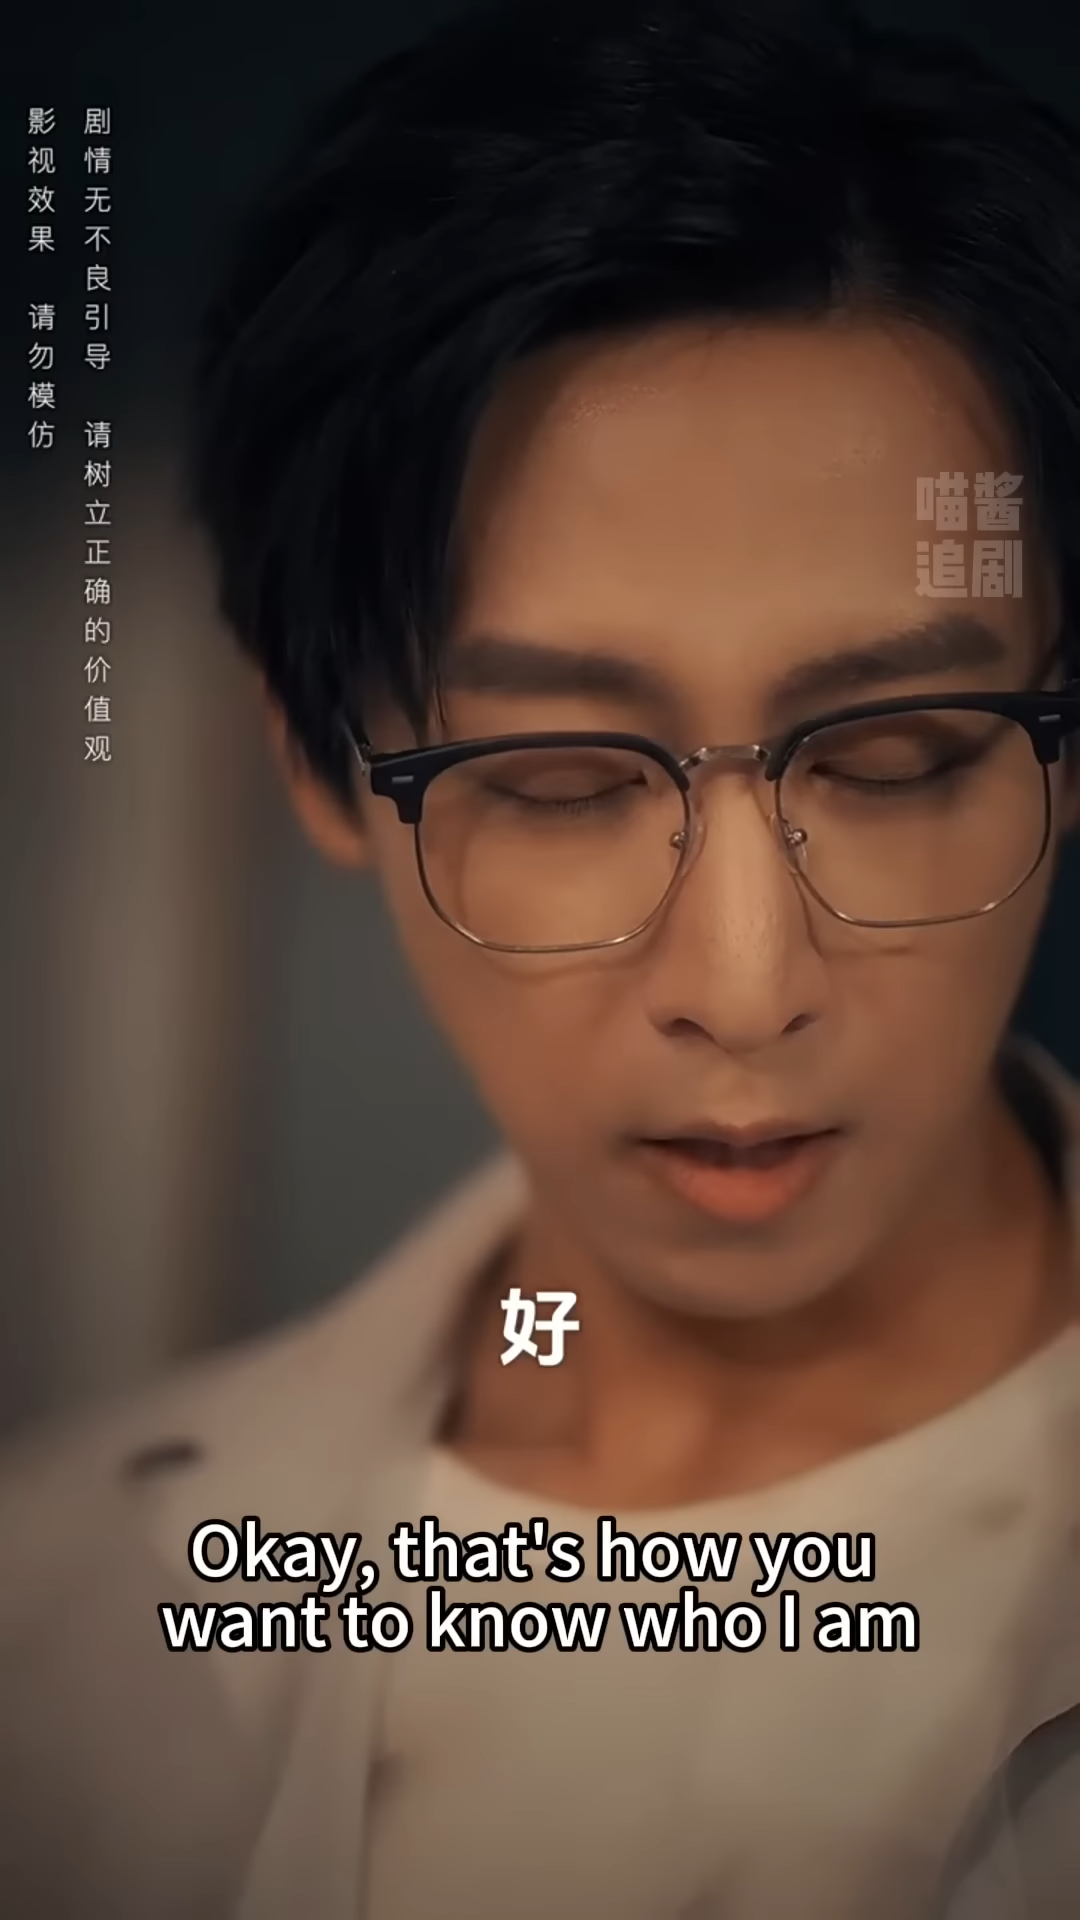 剧情无不良引导 请树立正确的价值观
影视效果 请勿模仿
喵酱
追剧
好
Okay, that's how you
want to know who I am